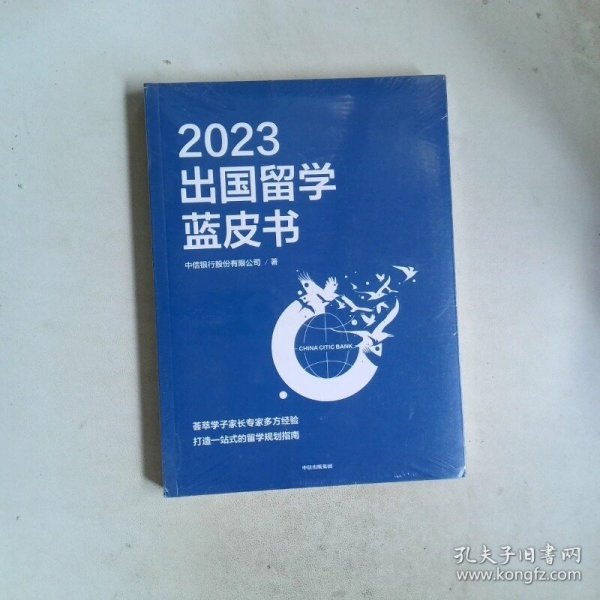 2023
出国留学
蓝皮书
中信银行股份有限公司 / 著
CHINA CITIC BANK
荟萃学子家长专家多方经验
打造一站式的留学规划指南
中信出版集团
孔夫子旧书网
www.kongfz.com